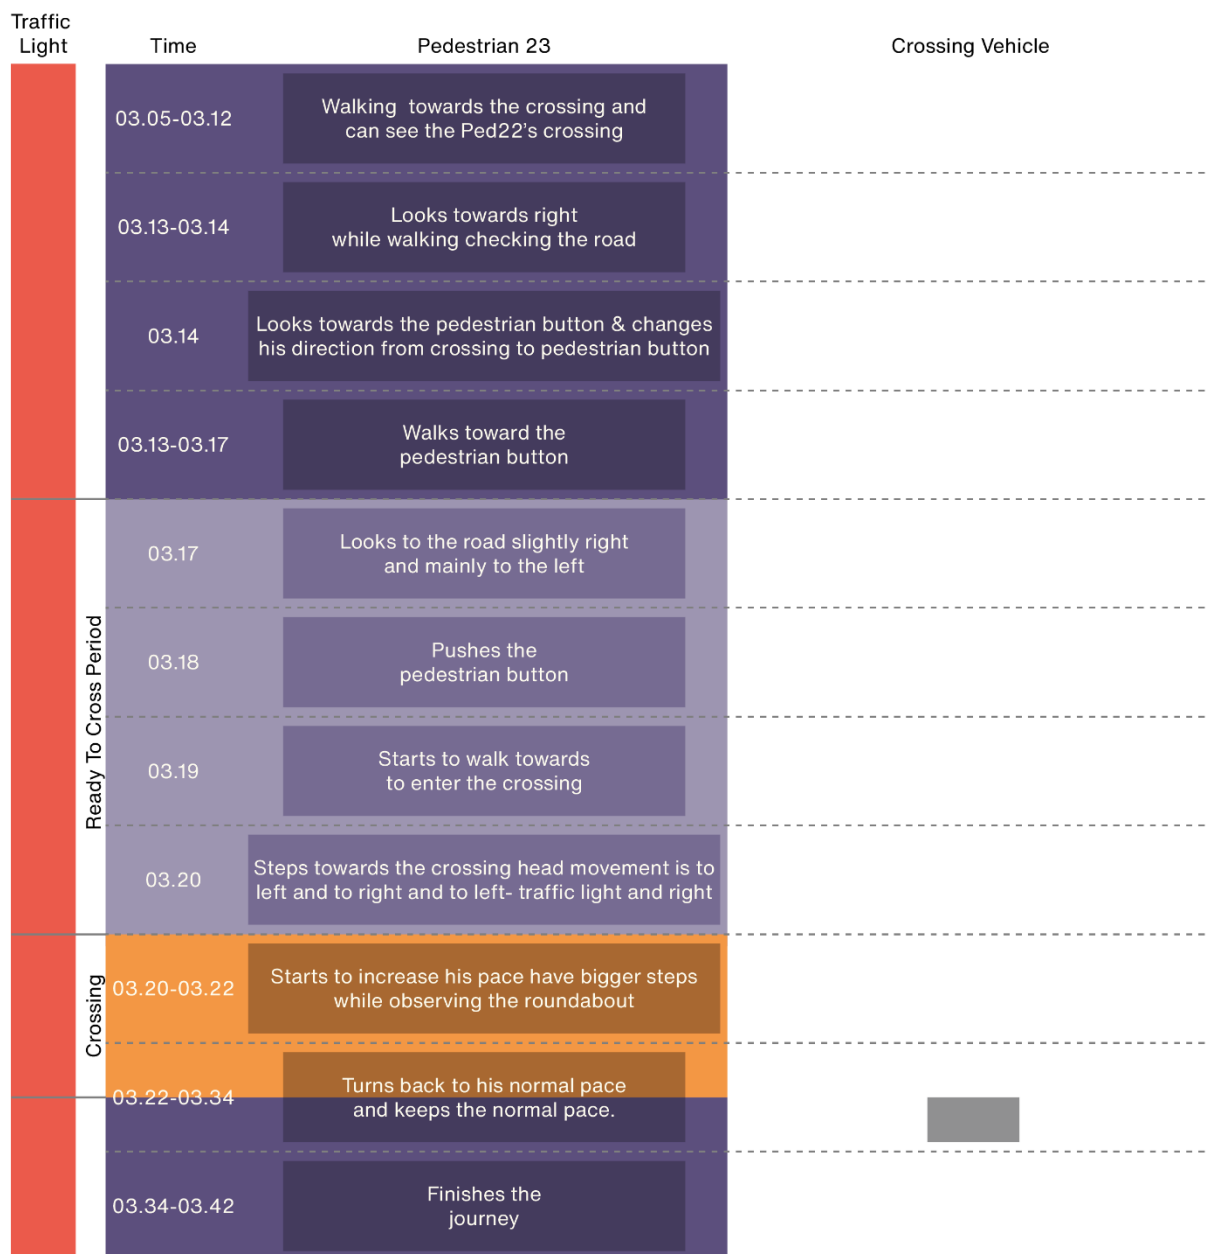 Traffic
Light
Time
Pedestrian 23
Crossing Vehicle
03.05-03.12
Walking towards the crossing and
can see the Ped22's crossing
03.13-03.14
Looks towards right
while walking checking the road
03.14
Looks towards the pedestrian button & changes
his direction from crossing to pedestrian button
03.13-03.17
Walks toward the
pedestrian button
Ready To Cross Period
03.17
Looks to the road slightly right
and mainly to the left
03.18
Pushes the
pedestrian button
03.19
Starts to walk towards
to enter the crossing
03.20
Steps towards the crossing head movement is to
left and to right and to left- traffic light and right
Crossing
03.20-03.22
Starts to increase his pace have bigger steps
while observing the roundabout
03.22-03.34
Turns back to his normal pace
and keeps the normal pace.
03.34-03.42
Finishes the
journey